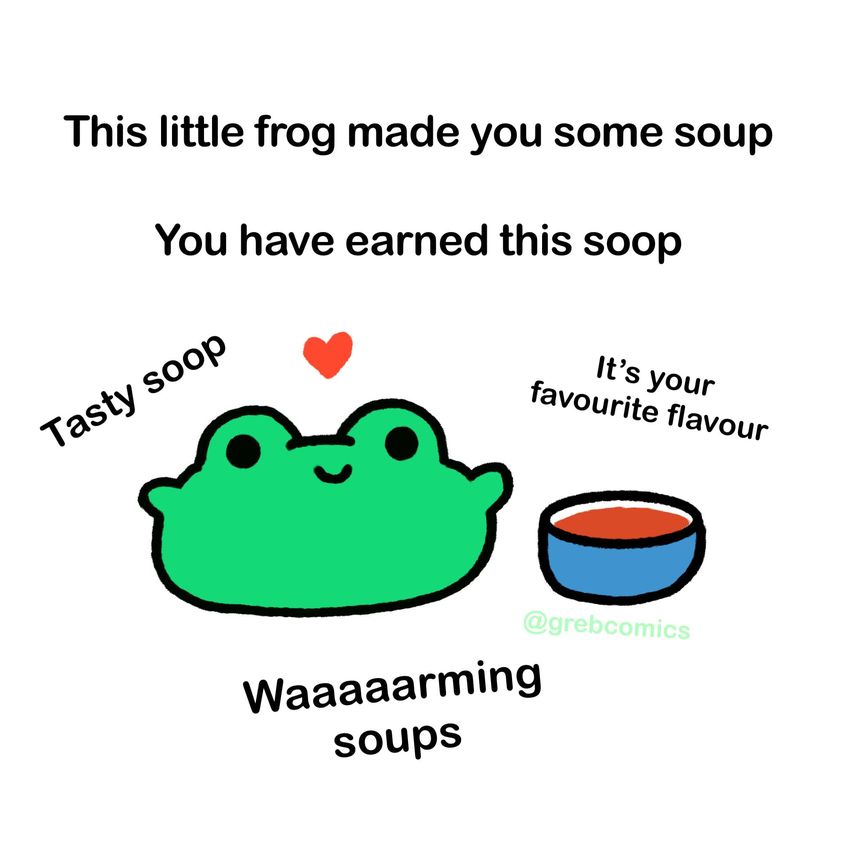 This little frog made you some soup
You have earned this soop
Tasty soop
It's your
favourite flavour
@grebcomics
Waaaaarming
soups